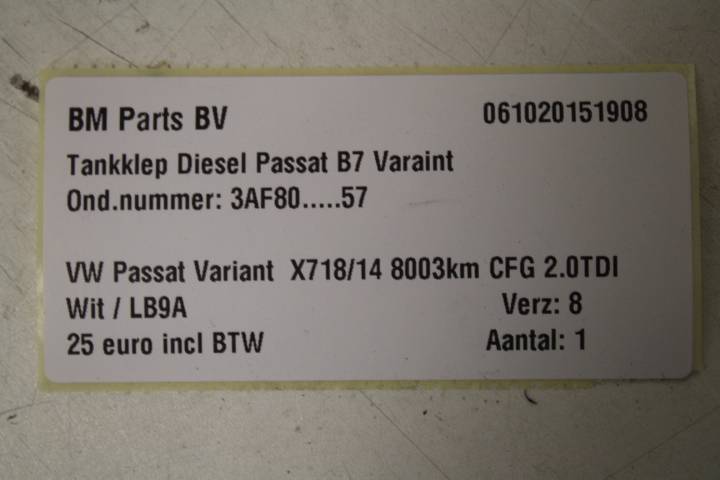 BM Parts BV 061020151908
Tankklep Diesel Passat B7 Varaint
Ond.nummer: 3AF80.....57
VW Passat Variant X718/14 8003km CFG 2.0TDI
Wit / LB9A Verz: 8
25 euro incl BTW Aantal: 1